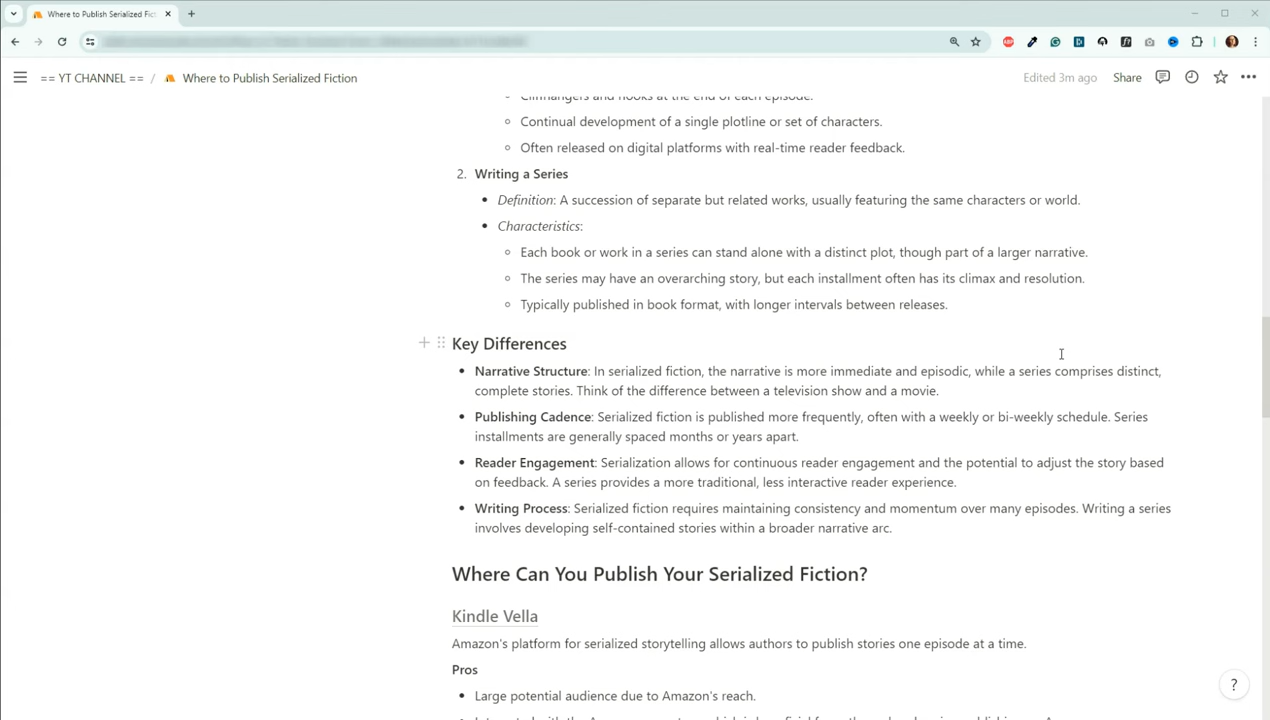 Where to Publish Serialized Fic
== YT CHANNEL / Where to Publish Serialized Fiction
Edited 3m ago Share
Cliffhangers and hooks at the end of each episode.
Continual development of a single plotline or set of characters.
Often released on digital platforms with real-time reader feedback.
2. Writing a Series
Definition: A succession of separate but related works, usually featuring the same characters or world.
Characteristics:
Each book or work in a series can stand alone with a distinct plot, though part of a larger narrative.
The series may have an overarching story, but each installment often has its climax and resolution.
Typically published in book format, with longer intervals between releases.
Key Differences
Narrative Structure: In serialized fiction, the narrative is more immediate and episodic, while a series comprises distinct,
complete stories. Think of the difference between a television show and a movie.
Publishing Cadence: Serialized fiction is published more frequently, often with a weekly or bi-weekly schedule. Series
installments are generally spaced months or years apart.
Reader Engagement: Serialization allows for continuous reader engagement and the potential to adjust the story based
on feedback. A series provides a more traditional, less interactive reader experience.
Writing Process: Serialized fiction requires maintaining consistency and momentum over many episodes. Writing a series
involves developing self-contained stories within a broader narrative arc.
Where Can You Publish Your Serialized Fiction?
Kindle Vella
Amazon's platform for serialized storytelling allows authors to publish stories one episode at a time.
Pros
Large potential audience due to Amazon's reach.
?